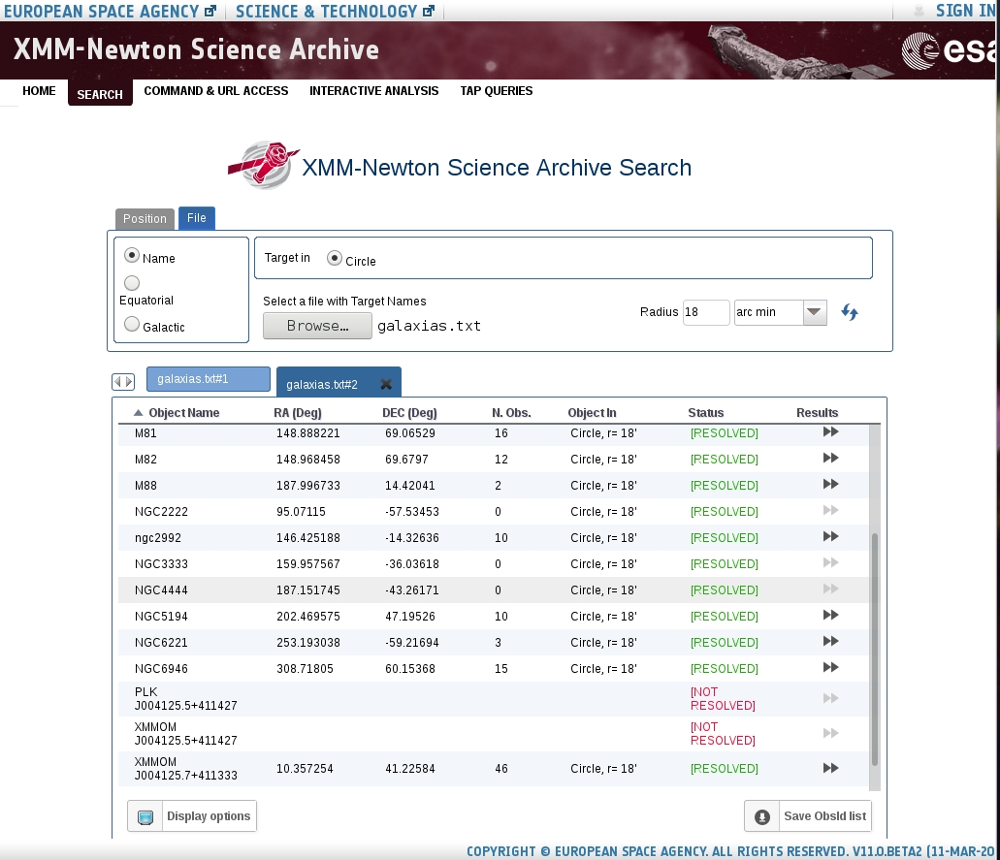 EUROPEAN SPACE AGENCY SCIENCE & TECHNOLOGY SIGN IN
XMM-Newton Science Archive
esa
HOME SEARCH COMMAND & URL ACCESS INTERACTIVE ANALYSIS TAP QUERIES
XMM-Newton Science Archive Search
Position File
Name
Equatorial
Galactic
Target in Circle
Select a file with Target Names
Browse… galaxias.txt
Radius 18 arc min
galaxias.txt#1 galaxias.txt#2
Object Name RA (Deg) DEC (Deg) N. Obs. Object In Status Results
M81 148.888221 69.06529 16 Circle, r= 18' [RESOLVED]
M82 148.968458 69.6797 12 Circle, r= 18' [RESOLVED]
M88 187.996733 14.42041 2 Circle, r= 18' [RESOLVED]
NGC2222 95.07115 -57.53453 0 Circle, r= 18' [RESOLVED]
ngc2992 146.425188 -14.32636 10 Circle, r= 18' [RESOLVED]
NGC3333 159.957567 -36.03618 0 Circle, r= 18' [RESOLVED]
NGC4444 187.151745 -43.26171 0 Circle, r= 18' [RESOLVED]
NGC5194 202.469575 47.19526 10 Circle, r= 18' [RESOLVED]
NGC6221 253.193038 -59.21694 3 Circle, r= 18' [RESOLVED]
NGC6946 308.71805 60.15368 15 Circle, r= 18' [RESOLVED]
PLK [NOT
J004125.5+411427 RESOLVED]
XMMOM [NOT
J004125.5+411427 RESOLVED]
XMMOM
J004125.7+411333 10.357254 41.22584 46 Circle, r= 18' [RESOLVED]
Display options Save ObsId list
COPYRIGHT © EUROPEAN SPACE AGENCY. ALL RIGHTS RESERVED. V11.0.BETA2 (11-MAR-20